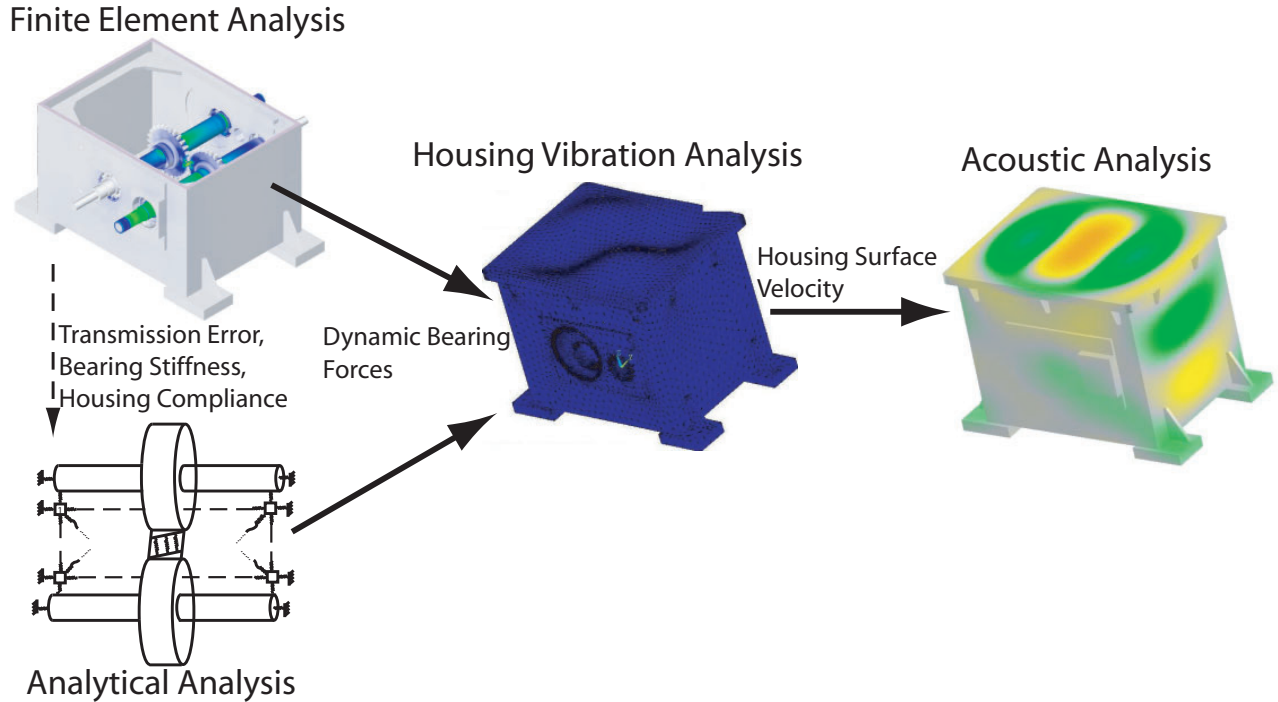 Finite Element Analysis
Housing Vibration Analysis
Acoustic Analysis
Housing Surface
Velocity
Transmission Error,
Bearing Stiffness,
Housing Compliance
Dynamic Bearing
Forces
Analytical Analysis